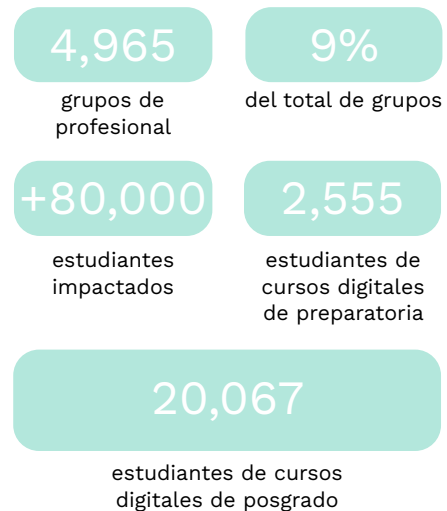 4,965
grupos de
profesional
9%
del total de grupos
+80,000
estudiantes
impactados
2,555
estudiantes de
cursos digitales
de preparatoria
20,067
estudiantes de cursos
digitales de posgrado